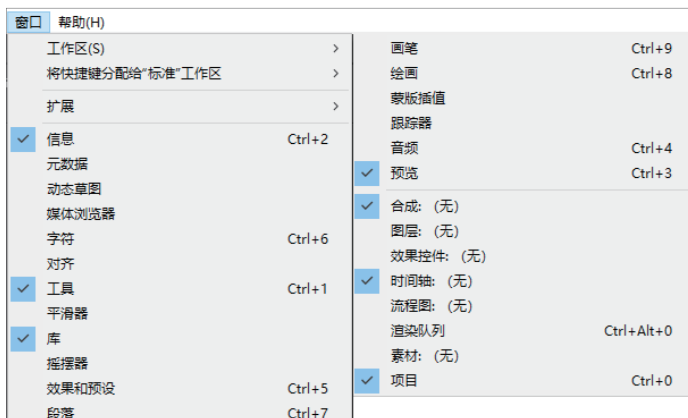 窗口 帮助(H)
工作区(S)
将快捷键分配给“标准”工作区
扩展
信息 Ctrl+2
元数据
动态草图
媒体浏览器
字符 Ctrl+6
对齐
工具 Ctrl+1
平滑器
库
摇摆器
效果和预设 Ctrl+5
段落 Ctrl+7
画笔 Ctrl+9
绘画 Ctrl+8
蒙版插值
跟踪器
音频 Ctrl+4
预览 Ctrl+3
合成: (无)
图层: (无)
效果控件: (无)
时间轴: (无)
流程图: (无)
渲染队列 Ctrl+Alt+0
素材: (无)
项目 Ctrl+0